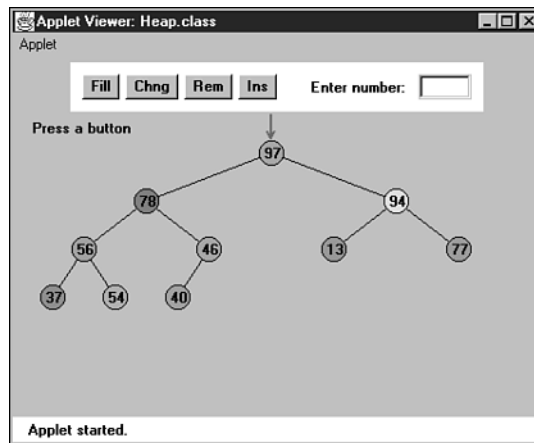 Applet Viewer: Heap.class
Applet
Fill Chng Rem Ins Enter number:
Press a button
97
78 94
56 46 13 77
37 54 40
Applet started.